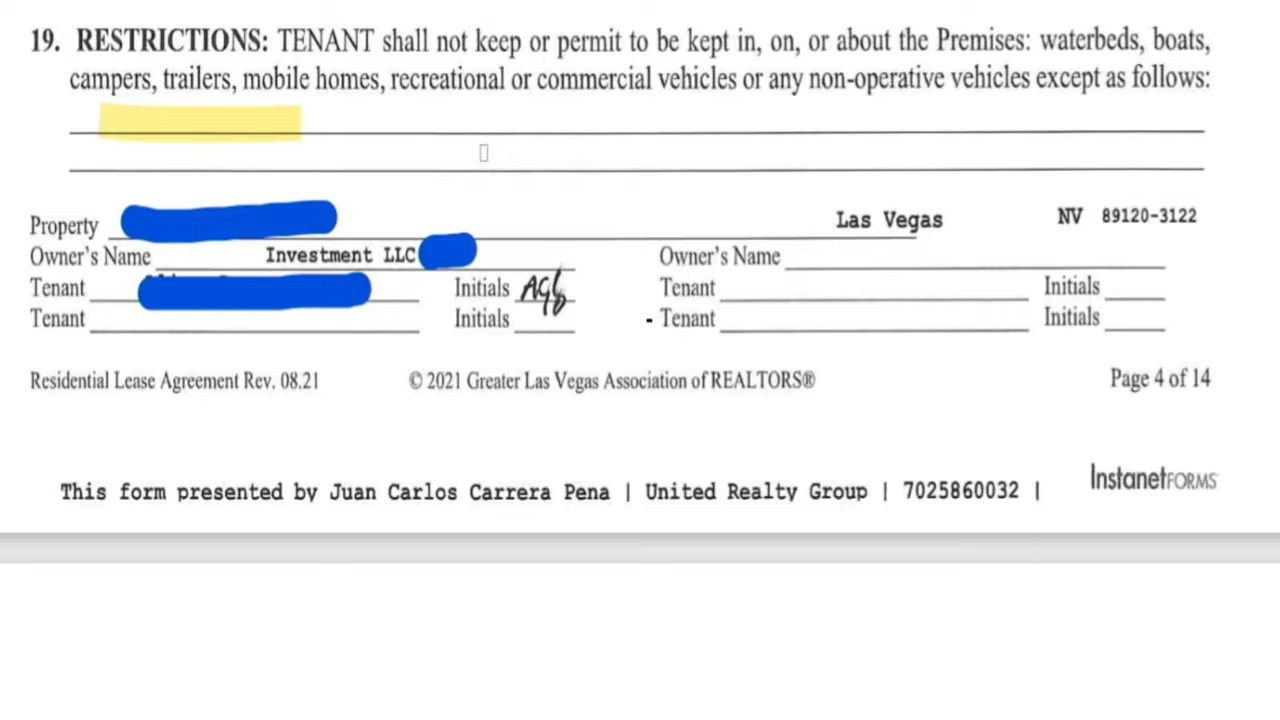 19. RESTRICTIONS: TENANT shall not keep or permit to be kept in, on, or about the Premises: waterbeds, boats,
campers, trailers, mobile homes, recreational or commercial vehicles or any non-operative vehicles except as follows:
Property Las Vegas NV 89120-3122
Owner's Name Investment LLC Owner's Name
Tenant Initials AGG Tenant Initials
Tenant Initials - Tenant Initials
Residential Lease Agreement Rev. 08.21 © 2021 Greater Las Vegas Association of REALTORS® Page 4 of 14
InstanetFORMS
This form presented by Juan Carlos Carrera Pena | United Realty Group | 7025860032 |